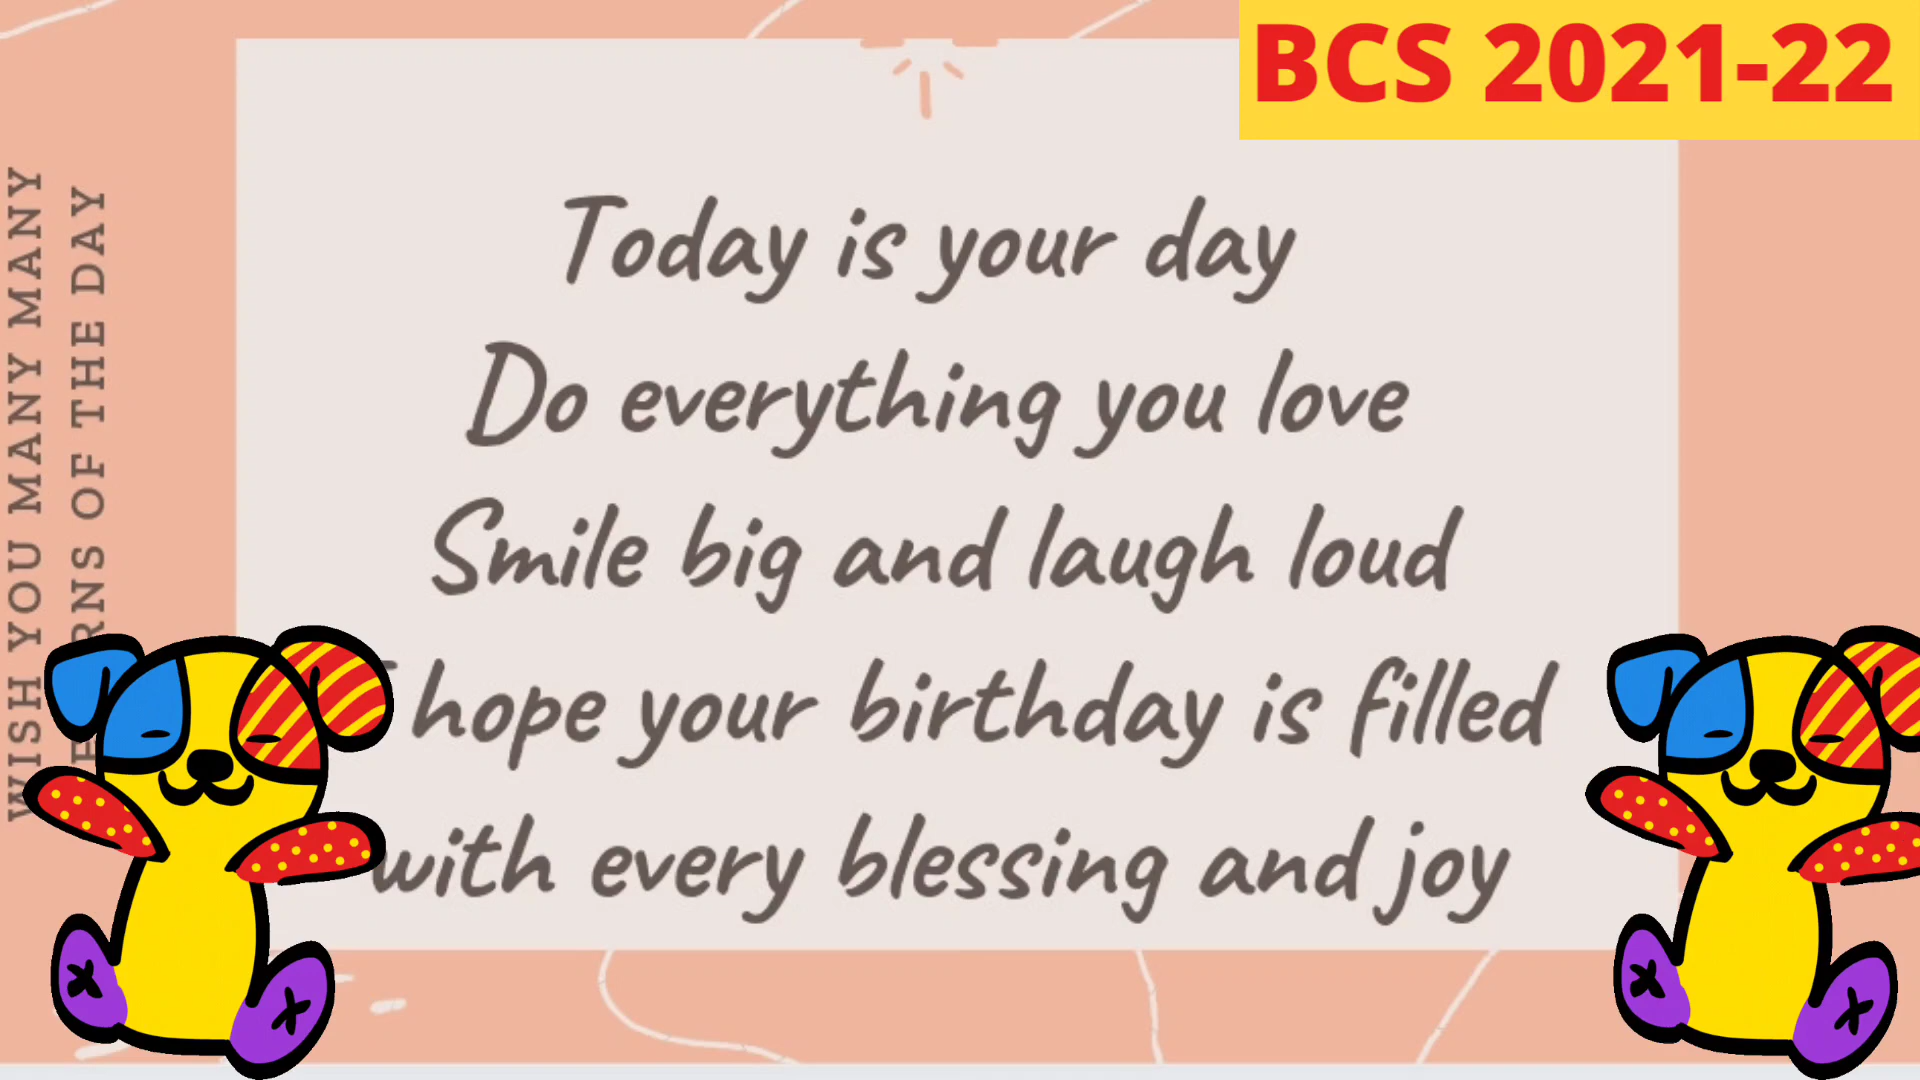 BCS 2021-22
Today is your day
Do everything you love
Smile big and laugh loud
hope your birthday is filled
with every blessing and joy
WISH YOU MANY MANY
OF THE DAY